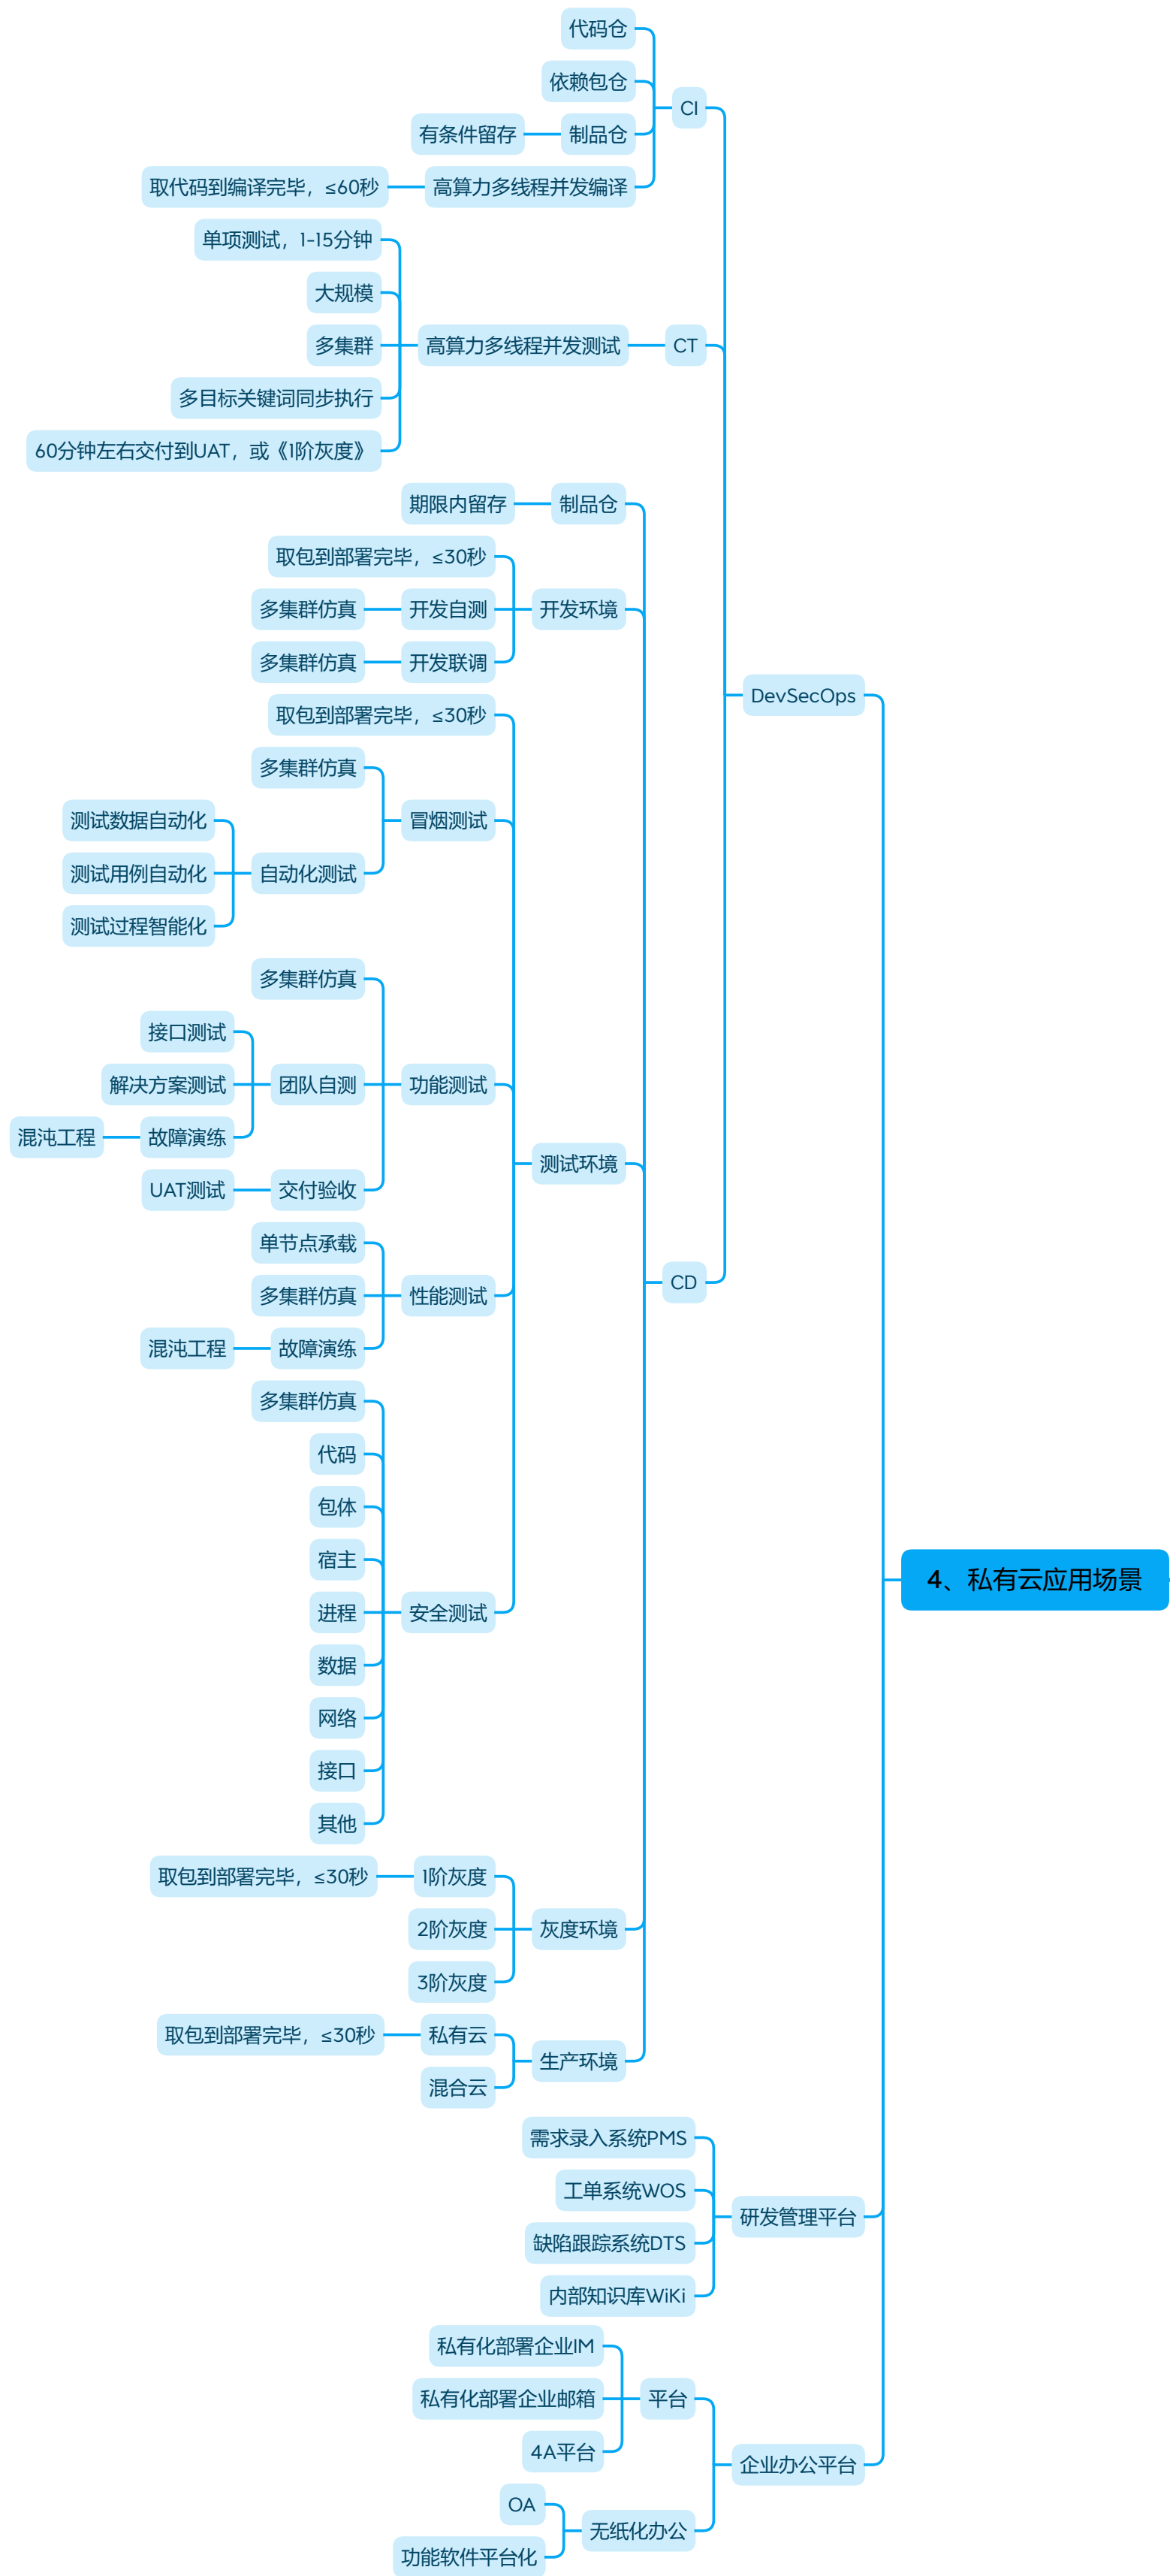 代码仓
依赖包仓
CI
有条件留存
制品仓
取代码到编译完毕，≤60秒
高算力多线程并发编译
单项测试，1-15分钟
大规模
多集群
高算力多线程并发测试
CT
多目标关键词同步执行
60分钟左右交付到UAT，或《1阶灰度》
期限内留存
制品仓
取包到部署完毕，≤30秒
多集群仿真
开发自测
开发环境
多集群仿真
开发联调
DevSecOps
取包到部署完毕，≤30秒
多集群仿真
测试数据自动化
冒烟测试
测试用例自动化
自动化测试
测试过程智能化
多集群仿真
接口测试
解决方案测试
团队自测
功能测试
混沌工程
故障演练
测试环境
UAT测试
交付验收
单节点承载
CD
多集群仿真
性能测试
混沌工程
故障演练
多集群仿真
代码
包体
宿主
4、私有云应用场景
进程
安全测试
数据
网络
接口
其他
取包到部署完毕，≤30秒
1阶灰度
2阶灰度
灰度环境
3阶灰度
取包到部署完毕，≤30秒
私有云
生产环境
混合云
需求录入系统PMS
工单系统WOS
研发管理平台
缺陷跟踪系统DTS
内部知识库WiKi
私有化部署企业IM
私有化部署企业邮箱
平台
4A平台
企业办公平台
OA
无纸化办公
功能软件平台化